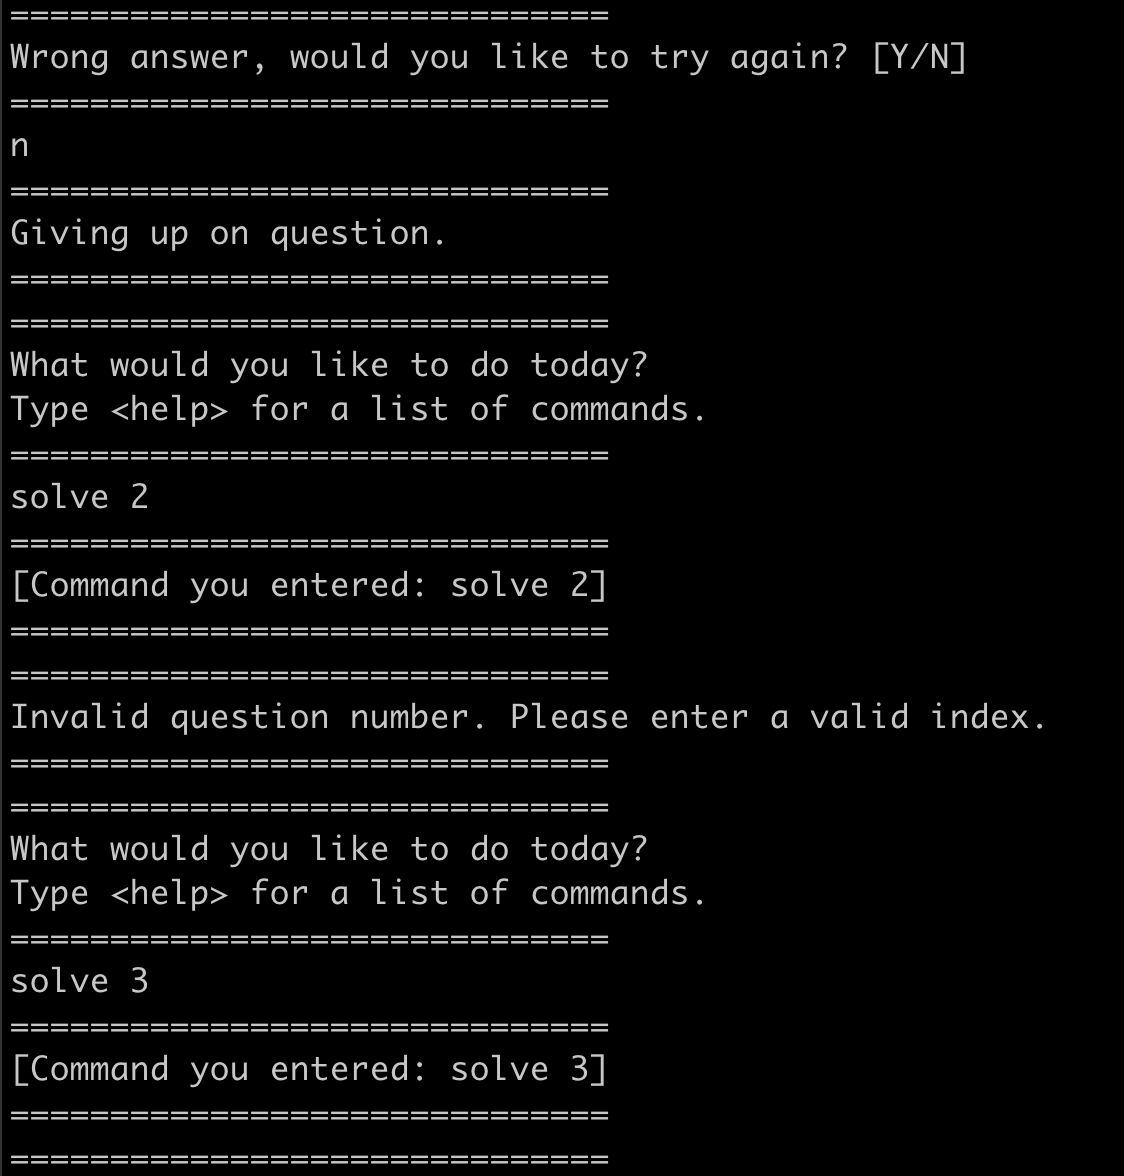 ==============================
Wrong answer, would you like to try again? [Y/N]
==============================
n
==============================
Giving up on question.
==============================
==============================
What would you like to do today?
Type <help> for a list of commands.
==============================
solve 2
==============================
[Command you entered: solve 2]
==============================
==============================
Invalid question number. Please enter a valid index.
==============================
==============================
What would you like to do today?
Type <help> for a list of commands.
==============================
solve 3
==============================
[Command you entered: solve 3]
==============================
==============================